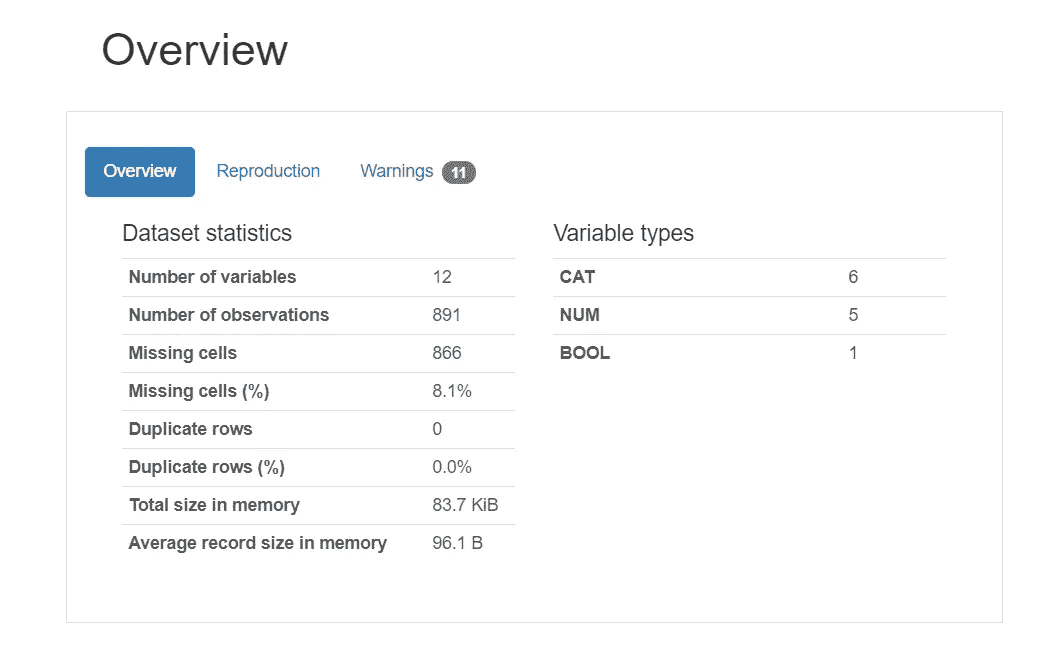 Overview
Overview Reproduction Warnings 11
Dataset statistics
Number of variables 12
Number of observations 891
Missing cells 866
Missing cells (%) 8.1%
Duplicate rows 0
Duplicate rows (%) 0.0%
Total size in memory 83.7 KiB
Average record size in memory 96.1 B
Variable types
CAT 6
NUM 5
BOOL 1